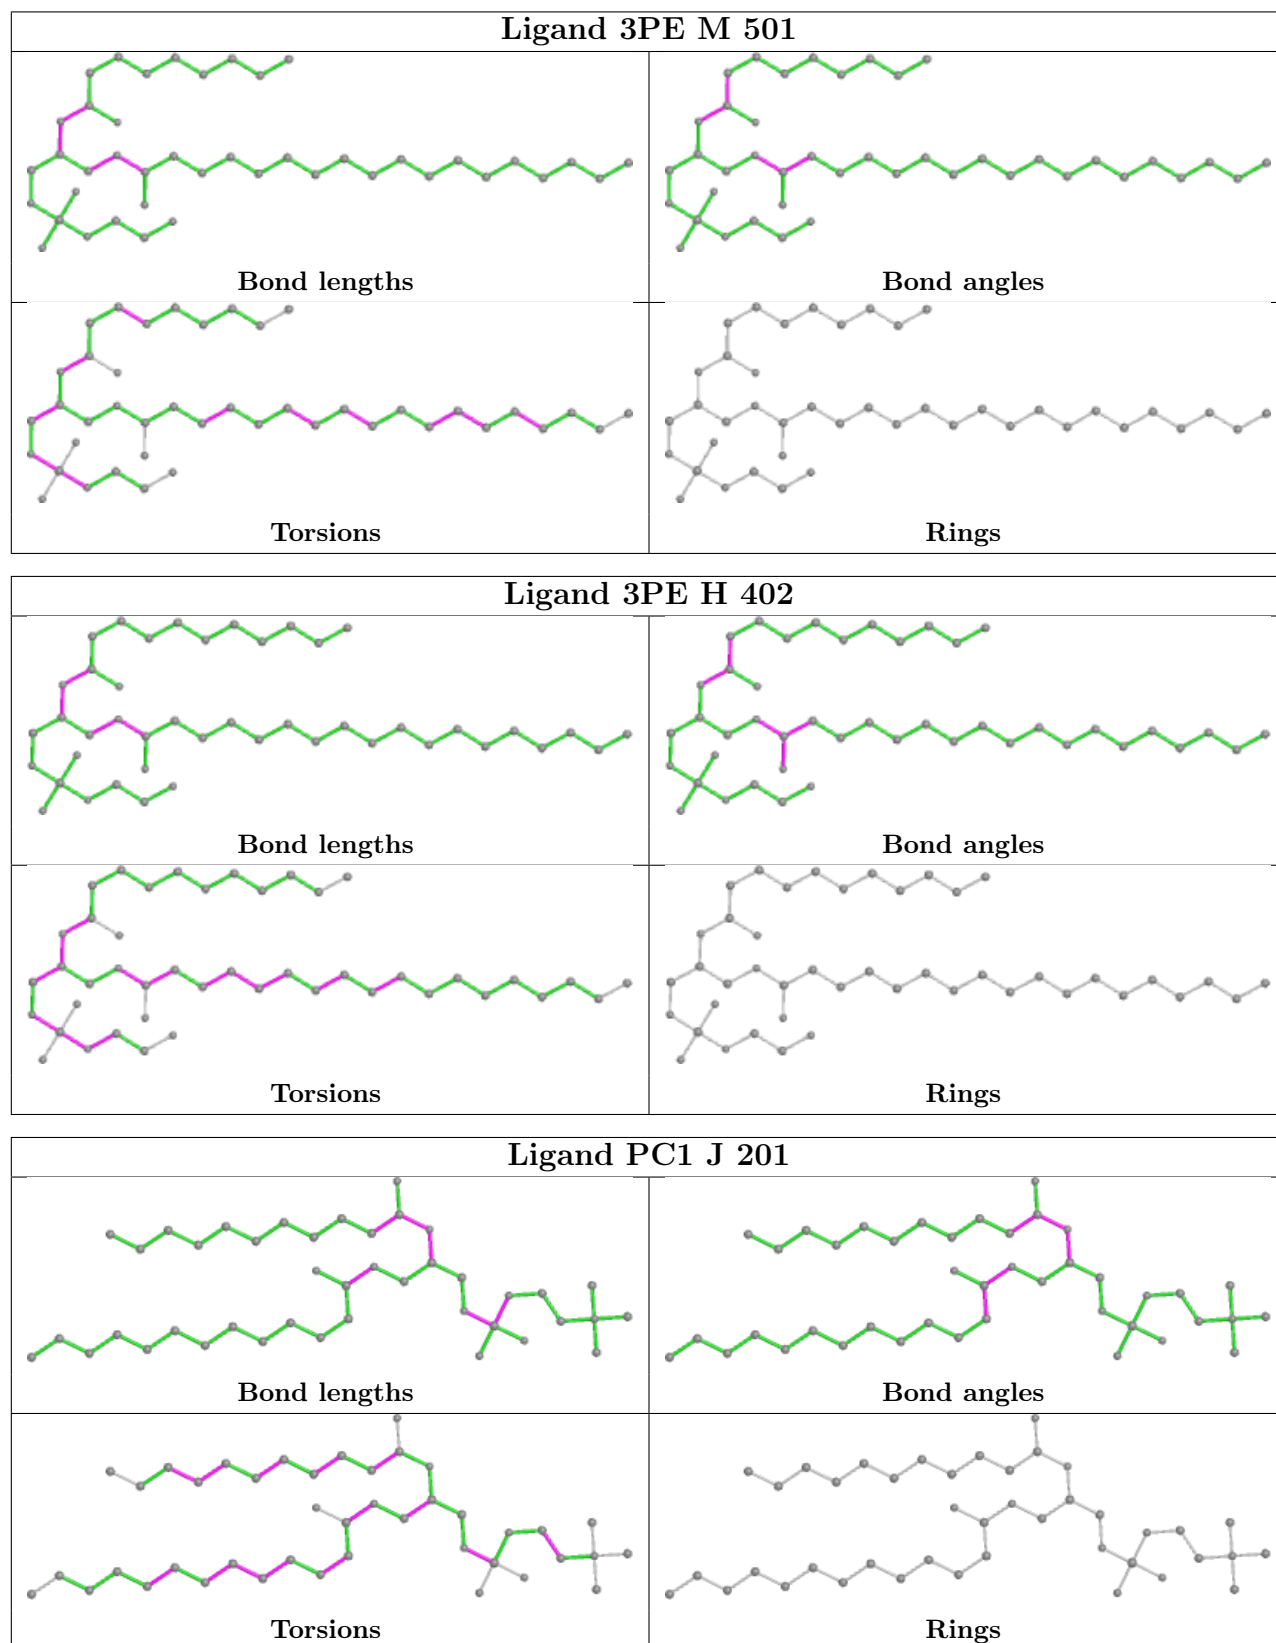 Ligand 3PE M 501
Bond lengths
Bond angles
Torsions
Rings
Ligand 3PE H 402
Bond lengths
Bond angles
Torsions
Rings
Ligand PC1 J 201
Bond lengths
Bond angles
Torsions
Rings